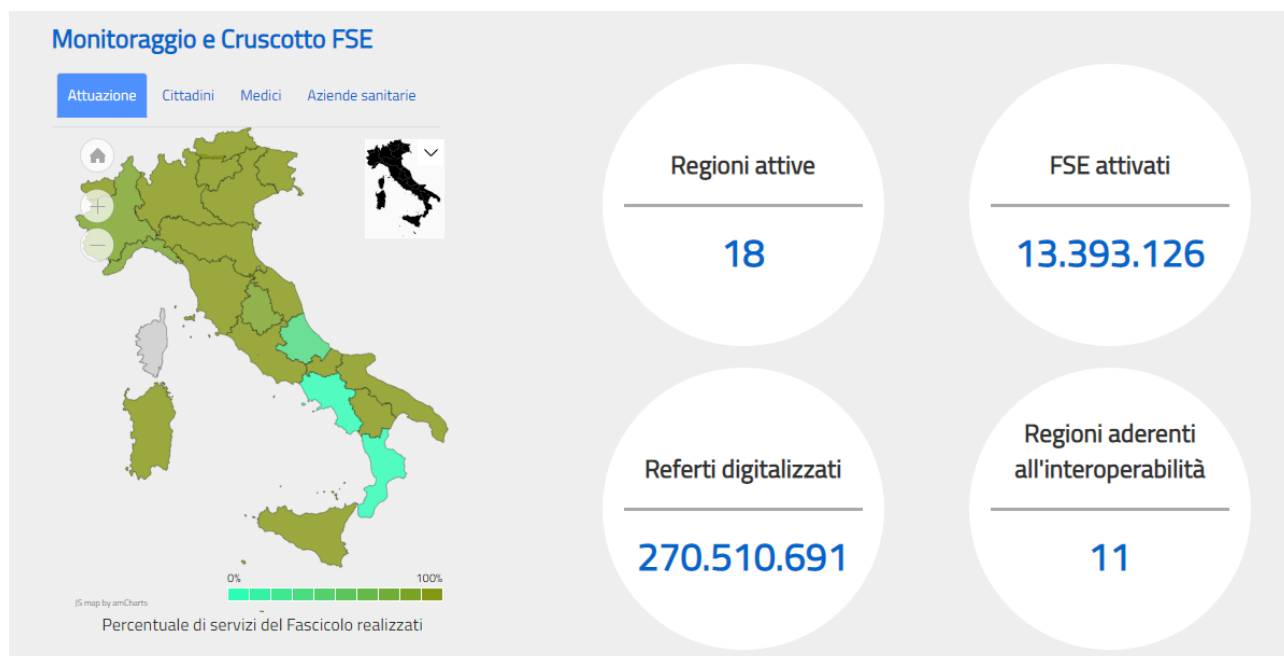 Monitoraggio e Cruscotto FSE
Attuazione Cittadini Medici Aziende sanitarie
0% 100%
JS map by amCharts
Percentuale di servizi del Fascicolo realizzati
Regioni attive
18
FSE attivati
13.393.126
Referti digitalizzati
270.510.691
Regioni aderenti
all'interoperabilità
11